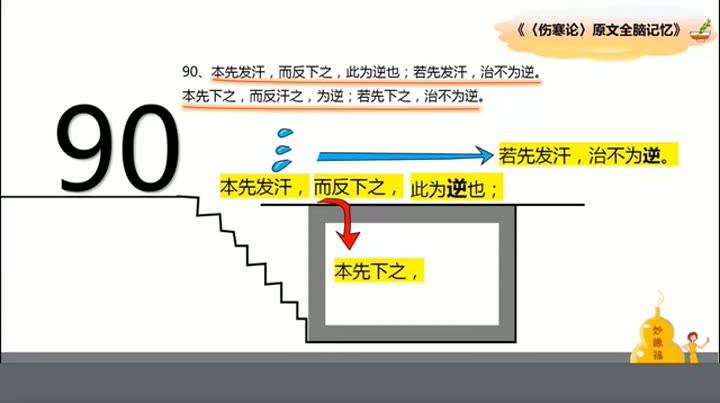 《〈伤寒论〉原文全脑记忆》
90、本先发汗，而反下之，此为逆也；若先发汗，治不为逆。
本先下之，而反汗之，为逆；若先下之，治不为逆。
90
若先发汗，治不为逆。
本先发汗，而反下之，此为逆也；
本先下之，
妙缘福